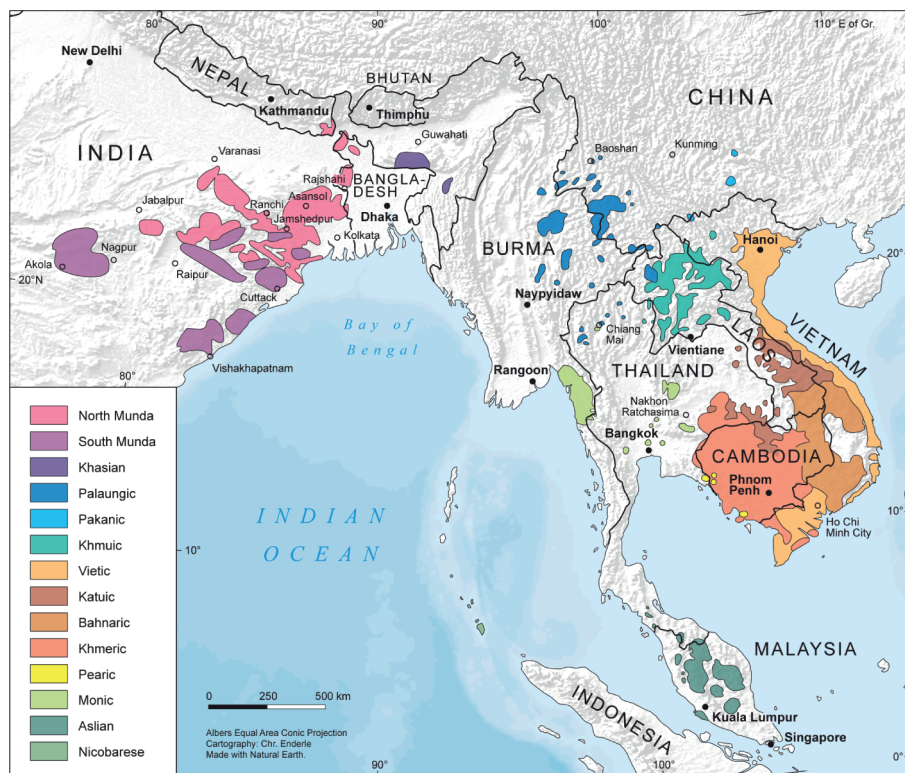 80°
90°
100°
110° E of Gr.
New Delhi
NEPAL
BHUTAN
Kathmandu
Thimphu
CHINA
Guwahati
INDIA
Varanasi
Baoshan
Kunming
Rajshahi
BANGLA-
DESH
Jabalpur
Ranchi
Asansol
Jamshedpur
Dhaka
Kolkata
BURMA
Hanoi
Nagpur
Akola
Raipur
20°N
20°
Cuttack
Naypyidaw
Bay of
Bengal
Chiang
Mai
Vientiane
LAOS
VIETNAM
Vishakhapatnam
80°
Rangoon
THAILAND
Nakhon
Ratchasima
Bangkok
CAMBODIA
Phnom
Penh
Ho Chi
Minh City
10°
INDIAN
OCEAN
10°
North Munda
South Munda
Khasian
Palaungic
Pakanic
Khmuic
Vietic
Katuic
Bahnaric
Khmeric
Pearic
Monic
Aslian
Nicobarese
MALAYSIA
Kuala Lumpur
Singapore
INDONESIA
0 250 500 km
Albers Equal Area Conic Projection
Cartography: Chr. Enderle
Made with Natural Earth.
90°
100°
0°